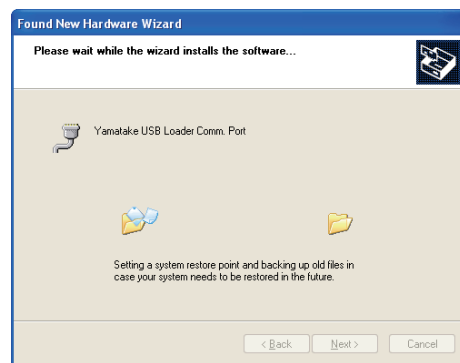 Found New Hardware Wizard
Please wait while the wizard installs the software...
Yamatake USB Loader Comm. Port
Setting a system restore point and backing up old files in
case your system needs to be restored in the future.
< Back
Next >
Cancel